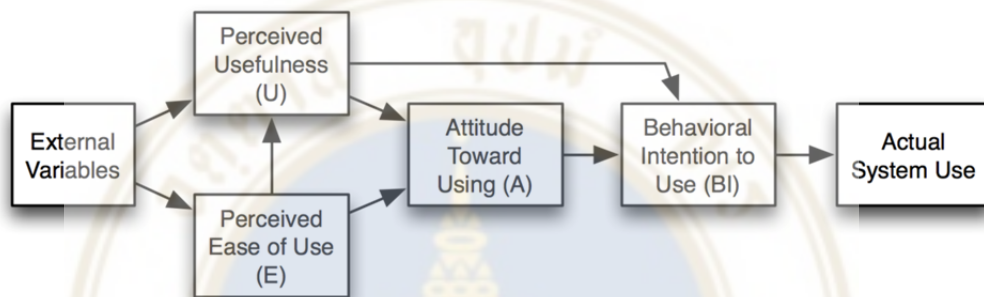 Perceived
Usefulness
(U)
External
Variables
Attitude
Toward
Using (A)
Behavioral
Intention to
Use (BI)
Actual
System Use
Perceived
Ease of Use
(E)